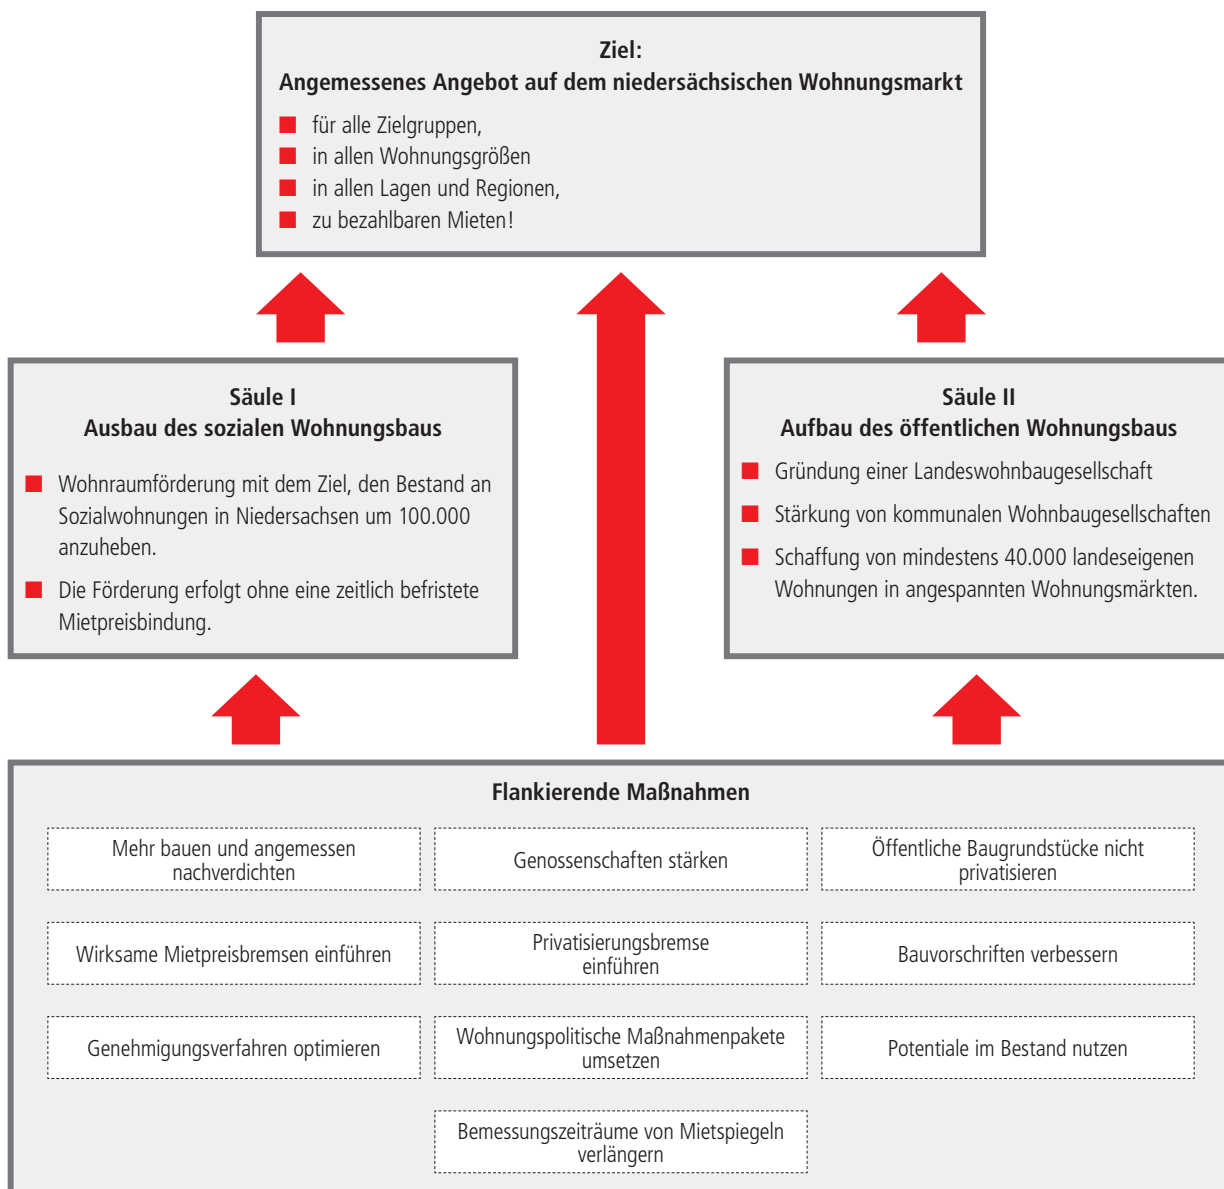 Ziel:
Angemessenes Angebot auf dem niedersächsischen Wohnungsmarkt
für alle Zielgruppen,
in allen Wohnungsgrößen
in allen Lagen und Regionen,
zu bezahlbaren Mieten!
Säule I
Ausbau des sozialen Wohnungsbaus
Wohnraumförderung mit dem Ziel, den Bestand an
Sozialwohnungen in Niedersachsen um 100.000
anzuheben.
Die Förderung erfolgt ohne eine zeitlich befristete
Mietpreisbindung.
Säule II
Aufbau des öffentlichen Wohnungsbaus
Gründung einer Landeswohnbaugesellschaft
Stärkung von kommunalen Wohnbaugesellschaften
Schaffung von mindestens 40.000 landeseigenen
Wohnungen in angespannten Wohnungsmärkten.
Flankierende Maßnahmen
Mehr bauen und angemessen
nachverdichten
Genossenschaften stärken
Öffentliche Baugrundstücke nicht
privatisieren
Wirksame Mietpreisbremsen einführen
Privatisierungsbremse
einführen
Bauvorschriften verbessern
Genehmigungsverfahren optimieren
Wohnungspolitische Maßnahmenpakete
umsetzen
Potentiale im Bestand nutzen
Bemessungszeiträume von Mietspiegeln
verlängern